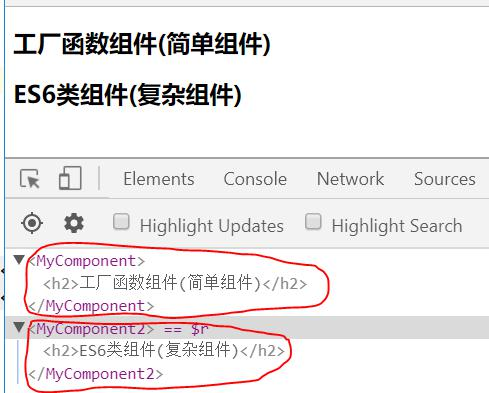 工厂函数组件(简单组件)
ES6类组件(复杂组件)
Elements Console Network Sources
Highlight Updates Highlight Search
<MyComponent>
<h2>工厂函数组件(简单组件)</h2>
</MyComponent>
<MyComponent2> == $r
<h2>ES6类组件(复杂组件)</h2>
</MyComponent2>